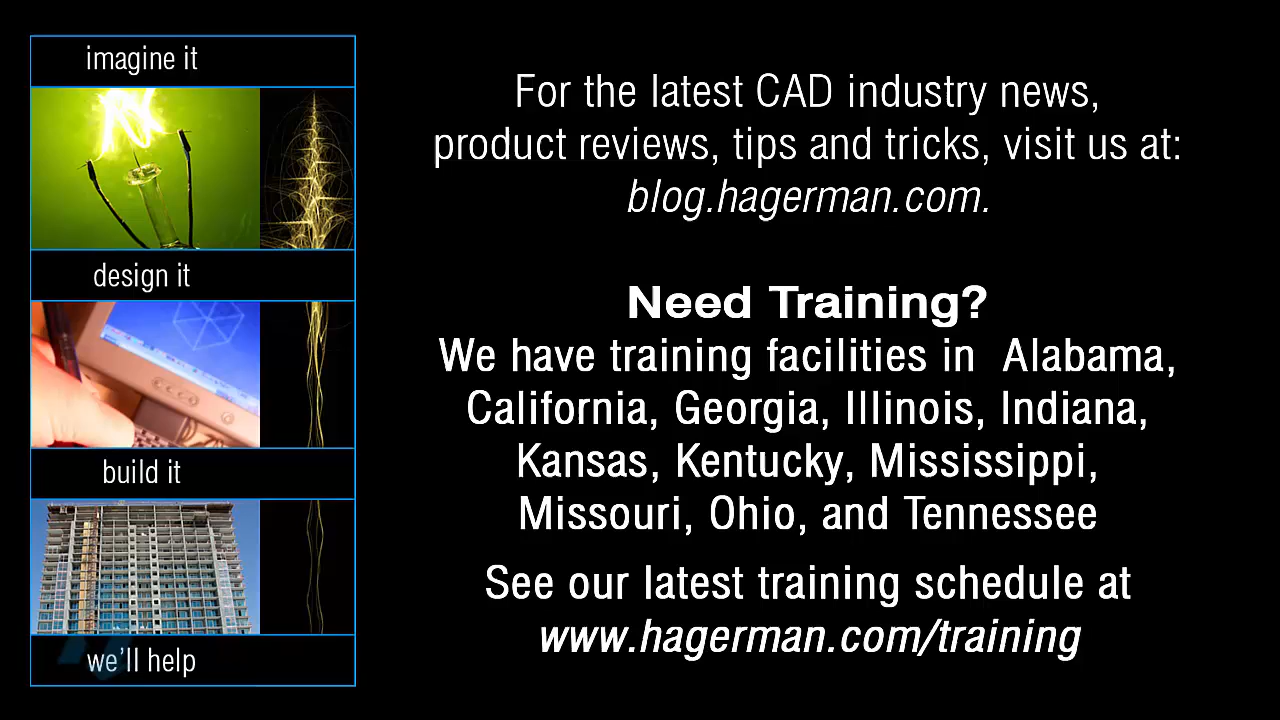 imagine it
design it
build it
we'll help
For the latest CAD industry news,
product reviews, tips and tricks, visit us at:
blog.hagerman.com.
Need Training?
We have training facilities in Alabama,
California, Georgia, Illinois, Indiana,
Kansas, Kentucky, Mississippi,
Missouri, Ohio, and Tennessee
See our latest training schedule at
www.hagerman.com/training